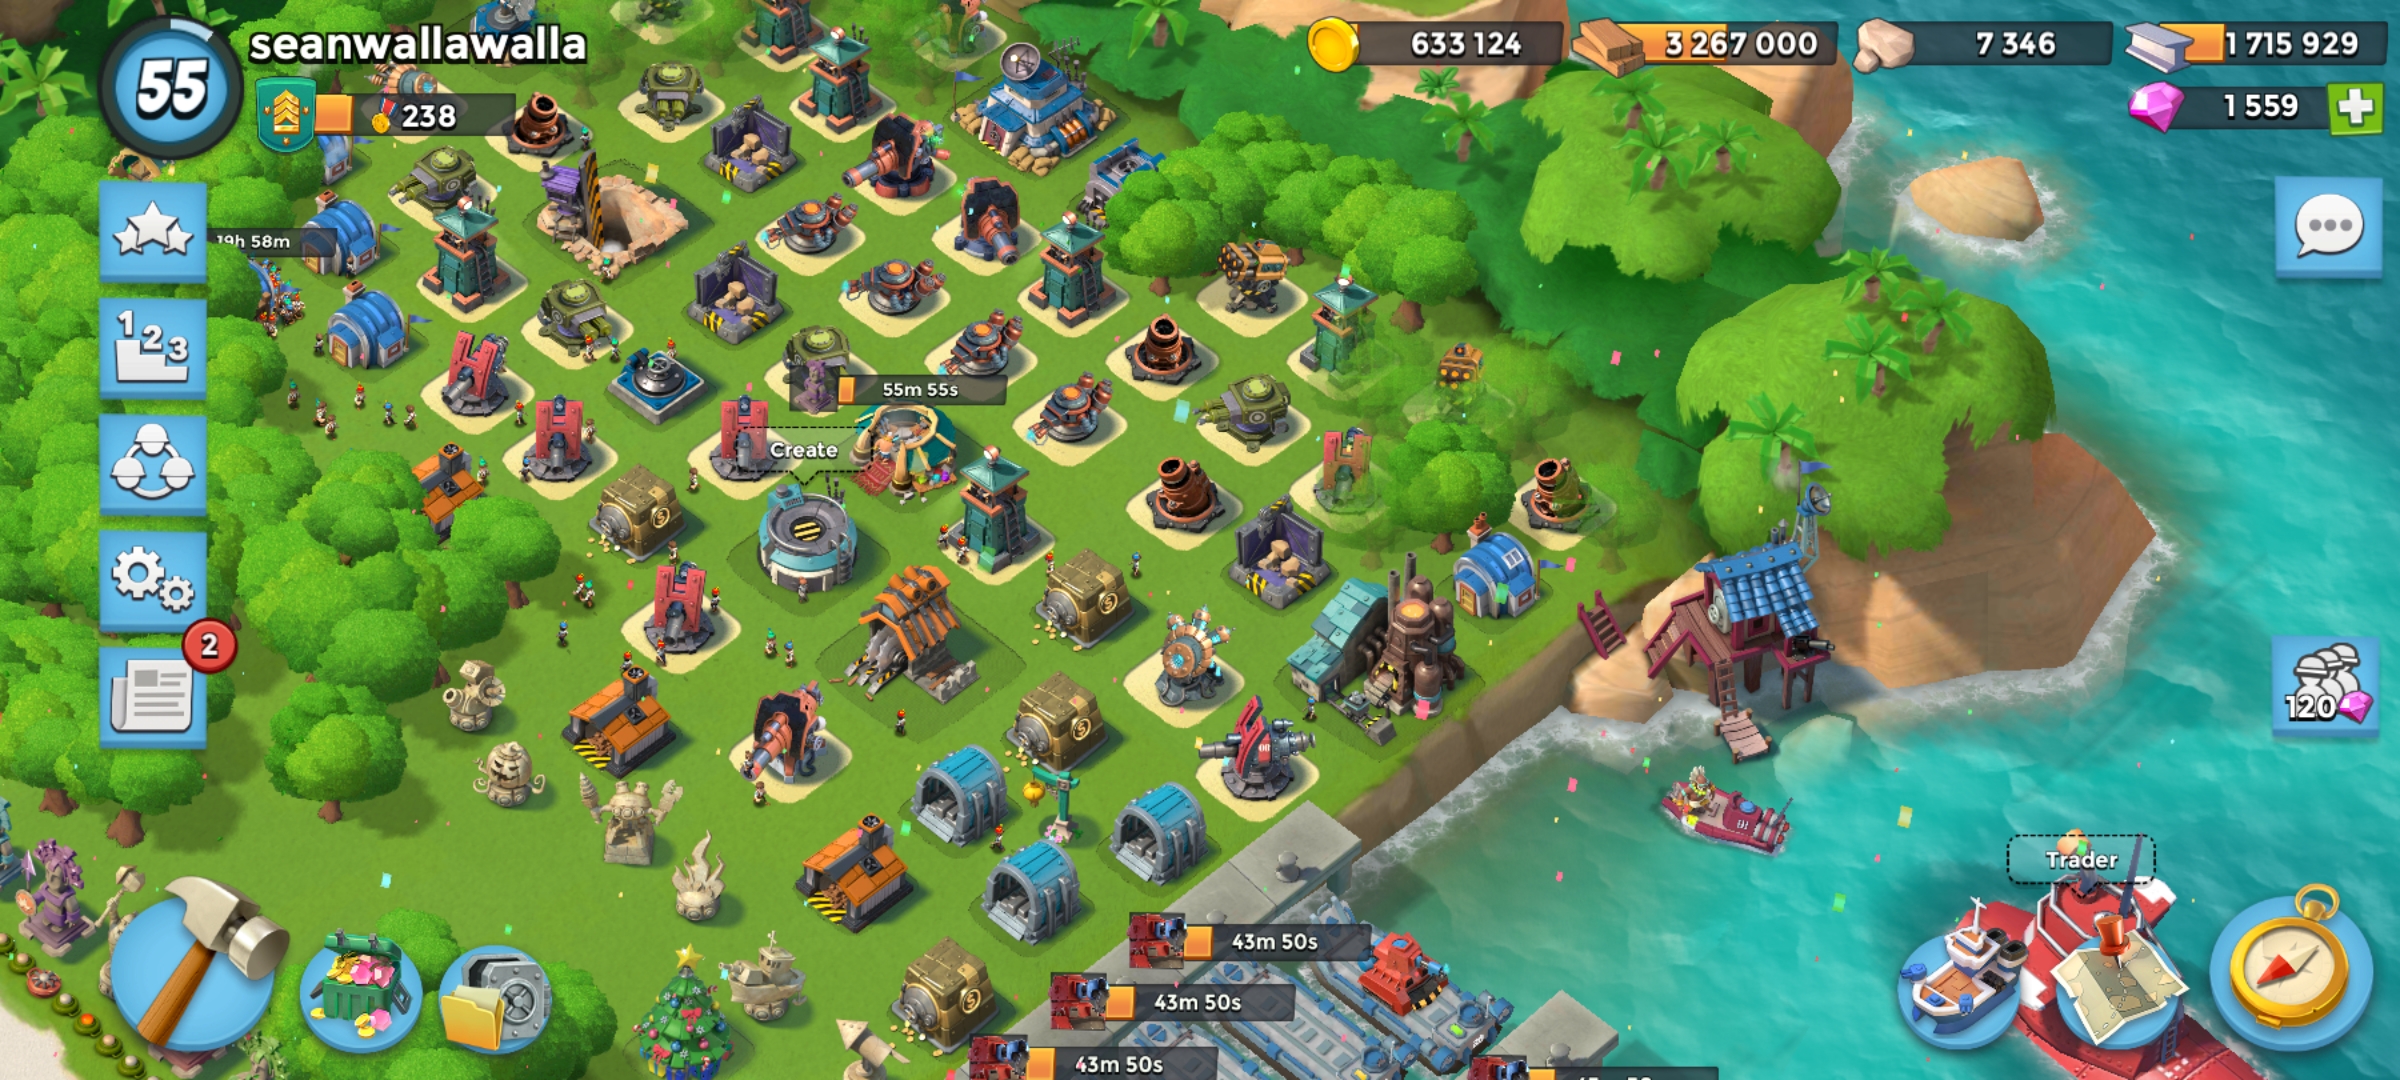 55
seanwallawalla
238
633 124
3 267 000
7 346
1 715 929
1 559
19h 58m
1 2 3
55m 55s
Create
2
120
Trader
43m 50s
43m 50s
43m 50s